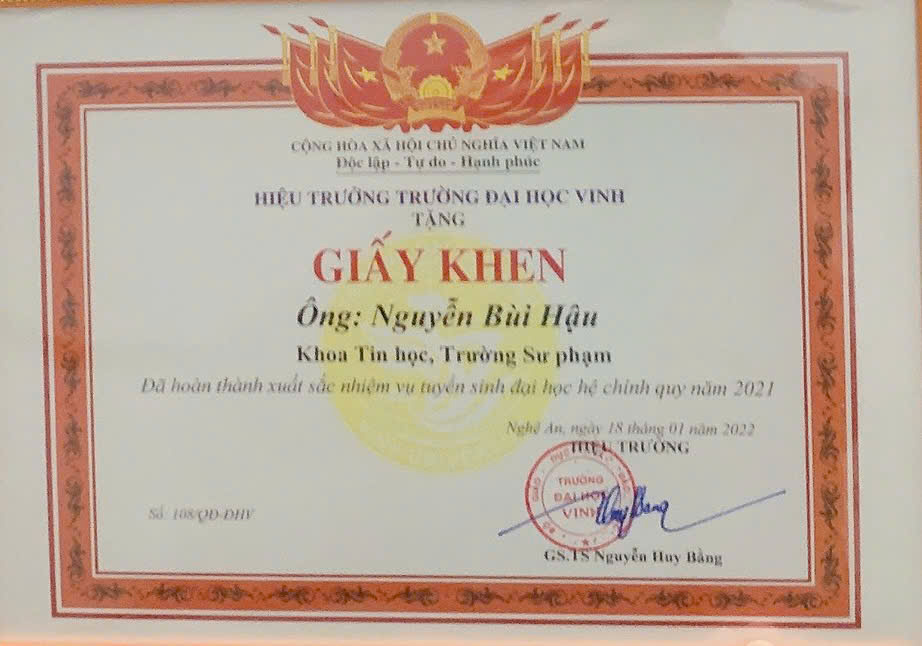 CỘNG HÒA XÃ HỘI CHỦ NGHĨA VIỆT NAM
Độc lập - Tự do - Hạnh phúc
HIỆU TRƯỞNG TRƯỜNG ĐẠI HỌC VINH
TẶNG
GIẤY KHEN
Ông: Nguyễn Bùi Hậu
Khoa Tin học, Trường Sư phạm
Đã hoàn thành xuất sắc nhiệm vụ tuyển sinh đại học hệ chính quy năm 2021
Nghệ An, ngày 18 tháng 01 năm 2022
HIỆU TRƯỞNG
TRƯỜNG
ĐẠI HỌC
VINH
Số: 108/QĐ-ĐHV
GS.TS Nguyễn Huy Bằng